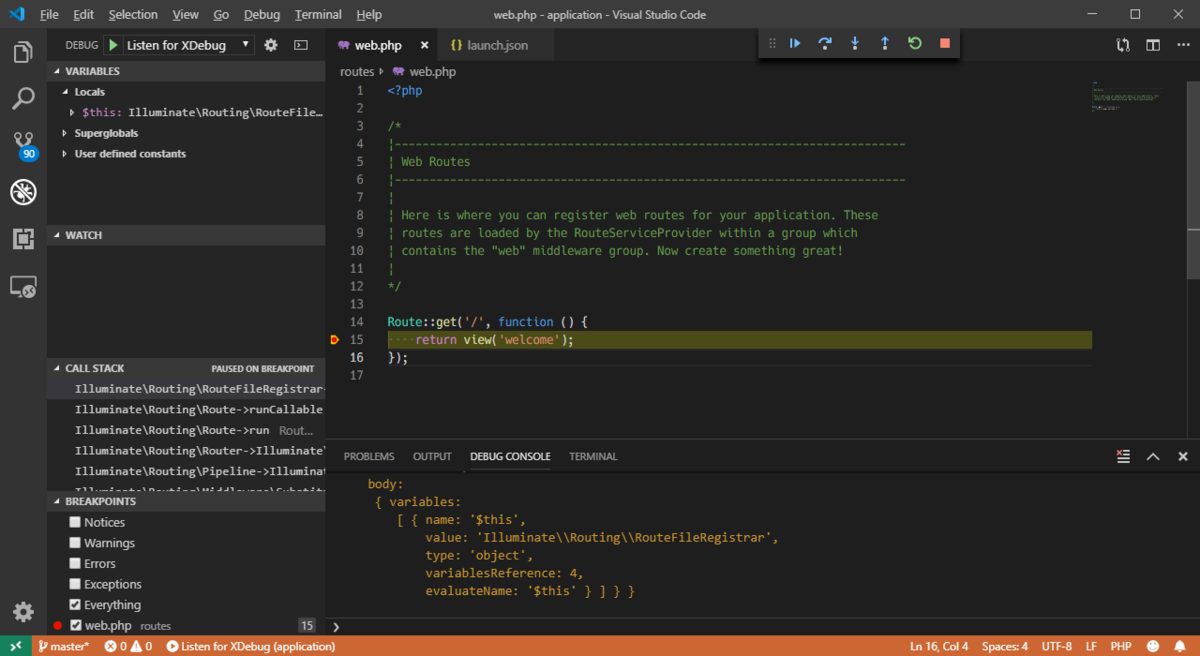 File Edit Selection View Go Debug Terminal Help
web.php - application - Visual Studio Code
DEBUG Listen for XDebug
web.php
{} launch.json
VARIABLES
Locals
$this: Illuminate\Routing\RouteFile…
Superglobals
User defined constants
90
WATCH
CALL STACK PAUSED ON BREAKPOINT
Illuminate\Routing\RouteFileRegistrar
Illuminate\Routing\Route->runCallable
Illuminate\Routing\Route->run Rout...
Illuminate\Routing\Router->Illuminate\
Illuminate\Routing\Pipeline->Illumina
BREAKPOINTS
Notices
Warnings
Errors
Exceptions
Everything
web.php routes 15
routes web.php
1 <?php
2
3 /*
4 |--------------------------------------------------------------------------
5 | Web Routes
6 |--------------------------------------------------------------------------
7 |
8 | Here is where you can register web routes for your application. These
9 | routes are loaded by the RouteServiceProvider within a group which
10 | contains the "web" middleware group. Now create something great!
11 |
12 */
13
14 Route::get('/', function () {
15 ····return view('welcome');
16 });
17
PROBLEMS OUTPUT DEBUG CONSOLE TERMINAL
body:
{ variables:
[ { name: '$this',
value: 'Illuminate\\Routing\\RouteFileRegistrar',
type: 'object',
variablesReference: 4,
evaluateName: '$this' } ] } }
master* 0 0 Listen for XDebug (application)
Ln 16, Col 4 Spaces: 4 UTF-8 LF PHP